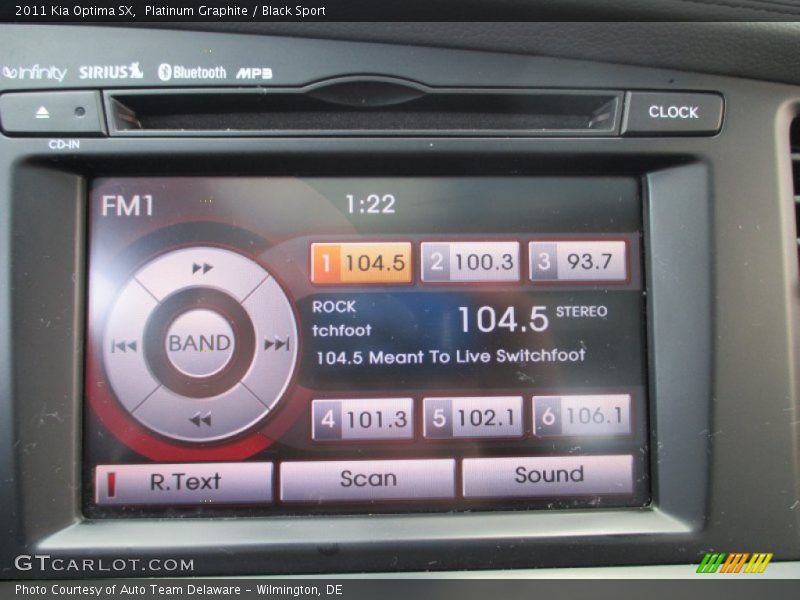 2011 Kia Optima SX, Platinum Graphite / Black Sport
infinity SIRIUS Bluetooth MP3
CD-IN
CLOCK
FM1 1:22
1 104.5 2 100.3 3 93.7
ROCK
tchfoot
104.5 STEREO
104.5 Meant To Live Switchfoot
BAND
4 101.3 5 102.1 6 106.1
R.Text Scan Sound
GTCARLOT.COM
Photo Courtesy of Auto Team Delaware - Wilmington, DE